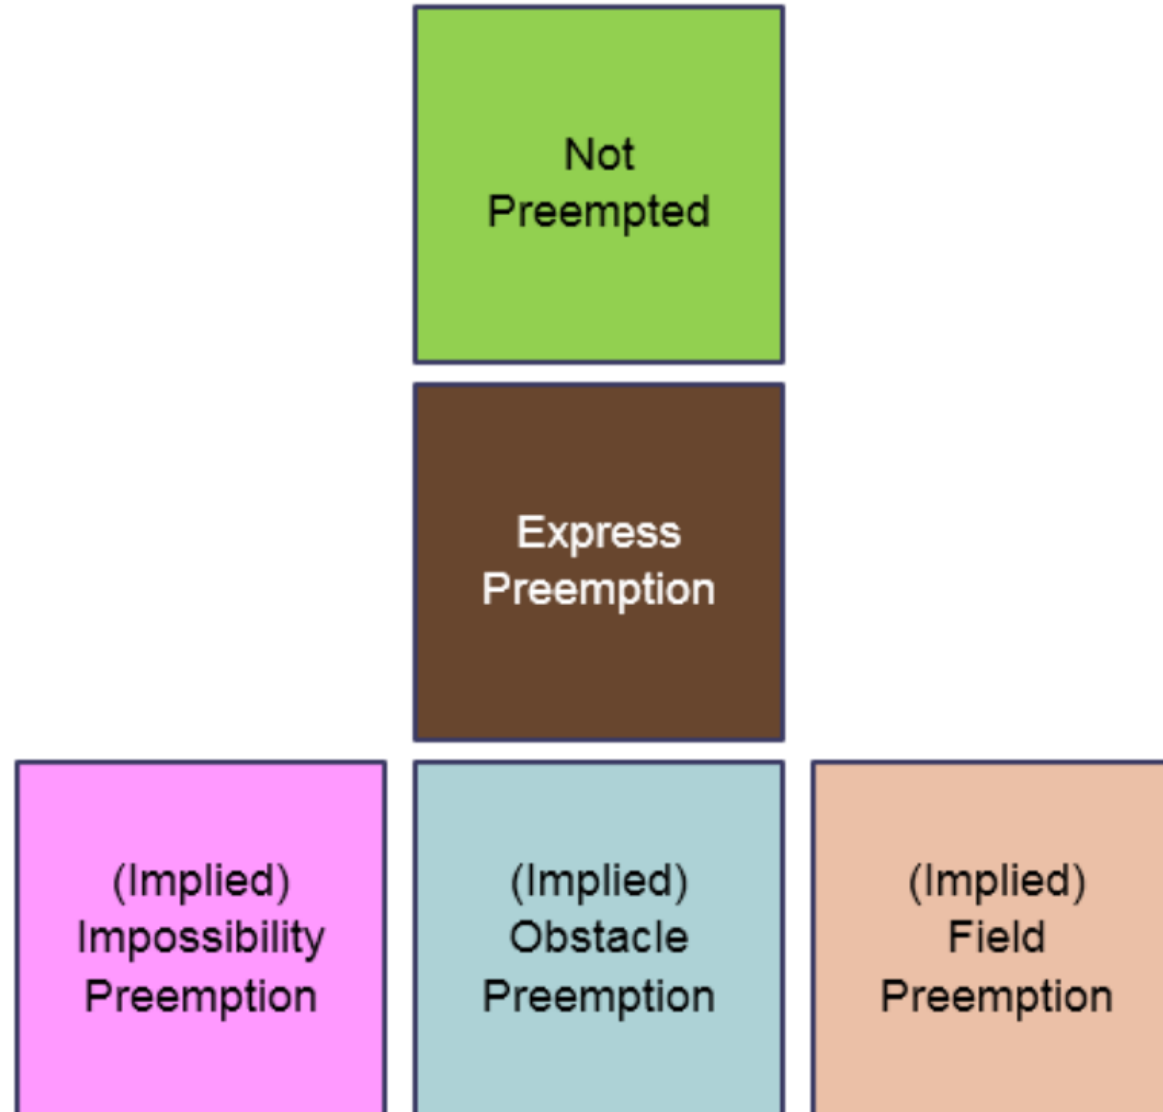 Not
Preempted
Express
Preemption
(Implied)
Impossibility
Preemption
(Implied)
Obstacle
Preemption
(Implied)
Field
Preemption